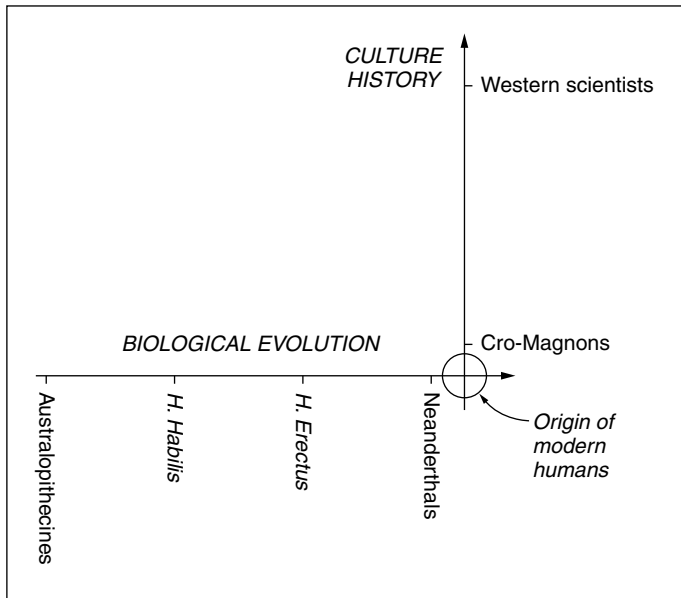 CULTURE
HISTORY
Western scientists
BIOLOGICAL EVOLUTION
Cro-Magnons
Australopithecines
H. Habilis
H. Erectus
Neanderthals
Origin of
modern
humans